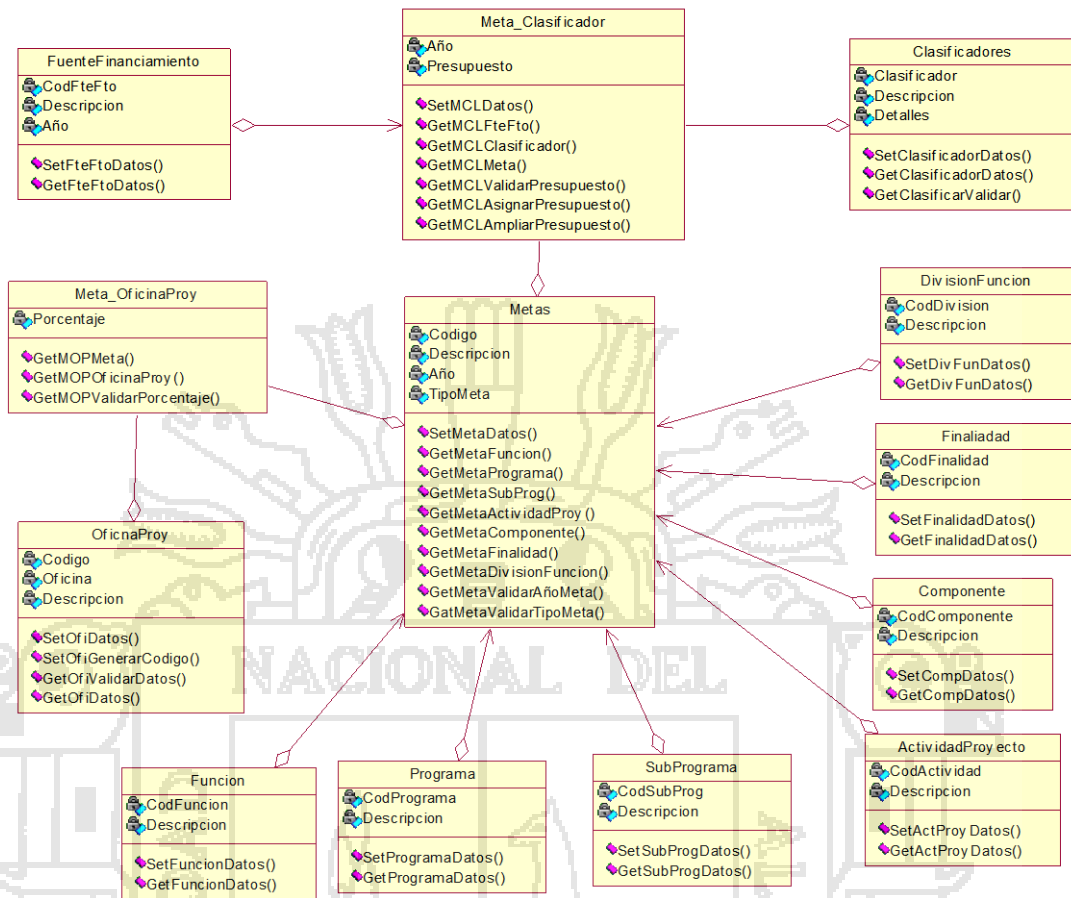 Meta_Clasificador
Año
Presupuesto
SetMCLDatos()
GetMCLFteFto()
GetMCLClasificador()
GetMCLMeta()
GetMCLValidarPresupuesto()
GetMCLAsignarPresupuesto()
GetMCLAmpliarPresupuesto()
FuenteFinanciamiento
CodFteFto
Descripcion
Año
SetFteFtoDatos()
GetFteFtoDatos()
Clasificadores
Clasificador
Descripcion
Detalles
SetClasificadorDatos()
GetClasificadorDatos()
GetClasificarValidar()
Meta_OficinaProy
Porcentaje
GetMOPMeta()
GetMOPOficinaProy()
GetMOPValidarPorcentaje()
Metas
Codigo
Descripcion
Año
TipoMeta
SetMetaDatos()
GetMetaFuncion()
GetMetaPrograma()
GetMetaSubProg()
GetMetaActividadProy()
GetMetaComponente()
GetMetaFinalidad()
GetMetaDivisionFuncion()
GetMetaValidarAñoMeta()
GatMetaValidarTipoMeta()
DivisionFuncion
CodDivision
Descripcion
SetDivFunDatos()
GetDivFunDatos()
Finaliadad
CodFinalidad
Descripcion
SetFinalidadDatos()
GetFinalidadDatos()
OficnaProy
Codigo
Oficina
Descripcion
SetOfiDatos()
SetOfiGenerarCodigo()
GetOfiValidarDatos()
GetOfiDatos()
Componente
CodComponente
Descripcion
SetCompDatos()
GetCompDatos()
NACIONAL DEL
ActividadProyecto
CodActividad
Descripcion
SetActProyDatos()
GetActProyDatos()
Funcion
CodFuncion
Descripcion
SetFuncionDatos()
GetFuncionDatos()
Programa
CodPrograma
Descripcion
SetProgramaDatos()
GetProgramaDatos()
SubPrograma
CodSubProg
Descripcion
SetSubProgDatos()
GetSubProgDatos()